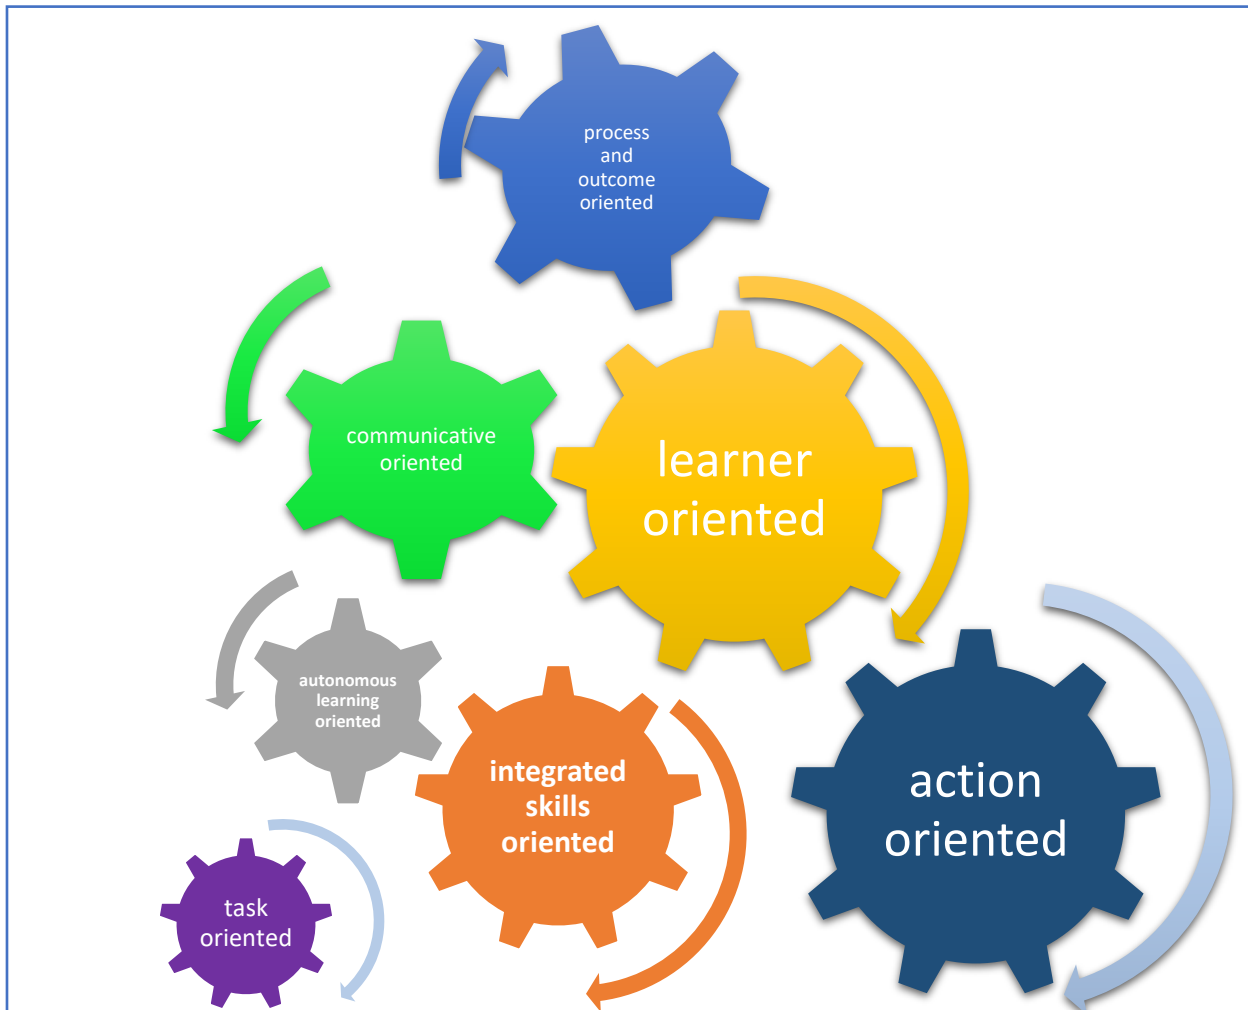 process
and
outcome
oriented
communicative
oriented
learner
oriented
autonomous
learning
oriented
integrated
skills
oriented
action
oriented
task
oriented